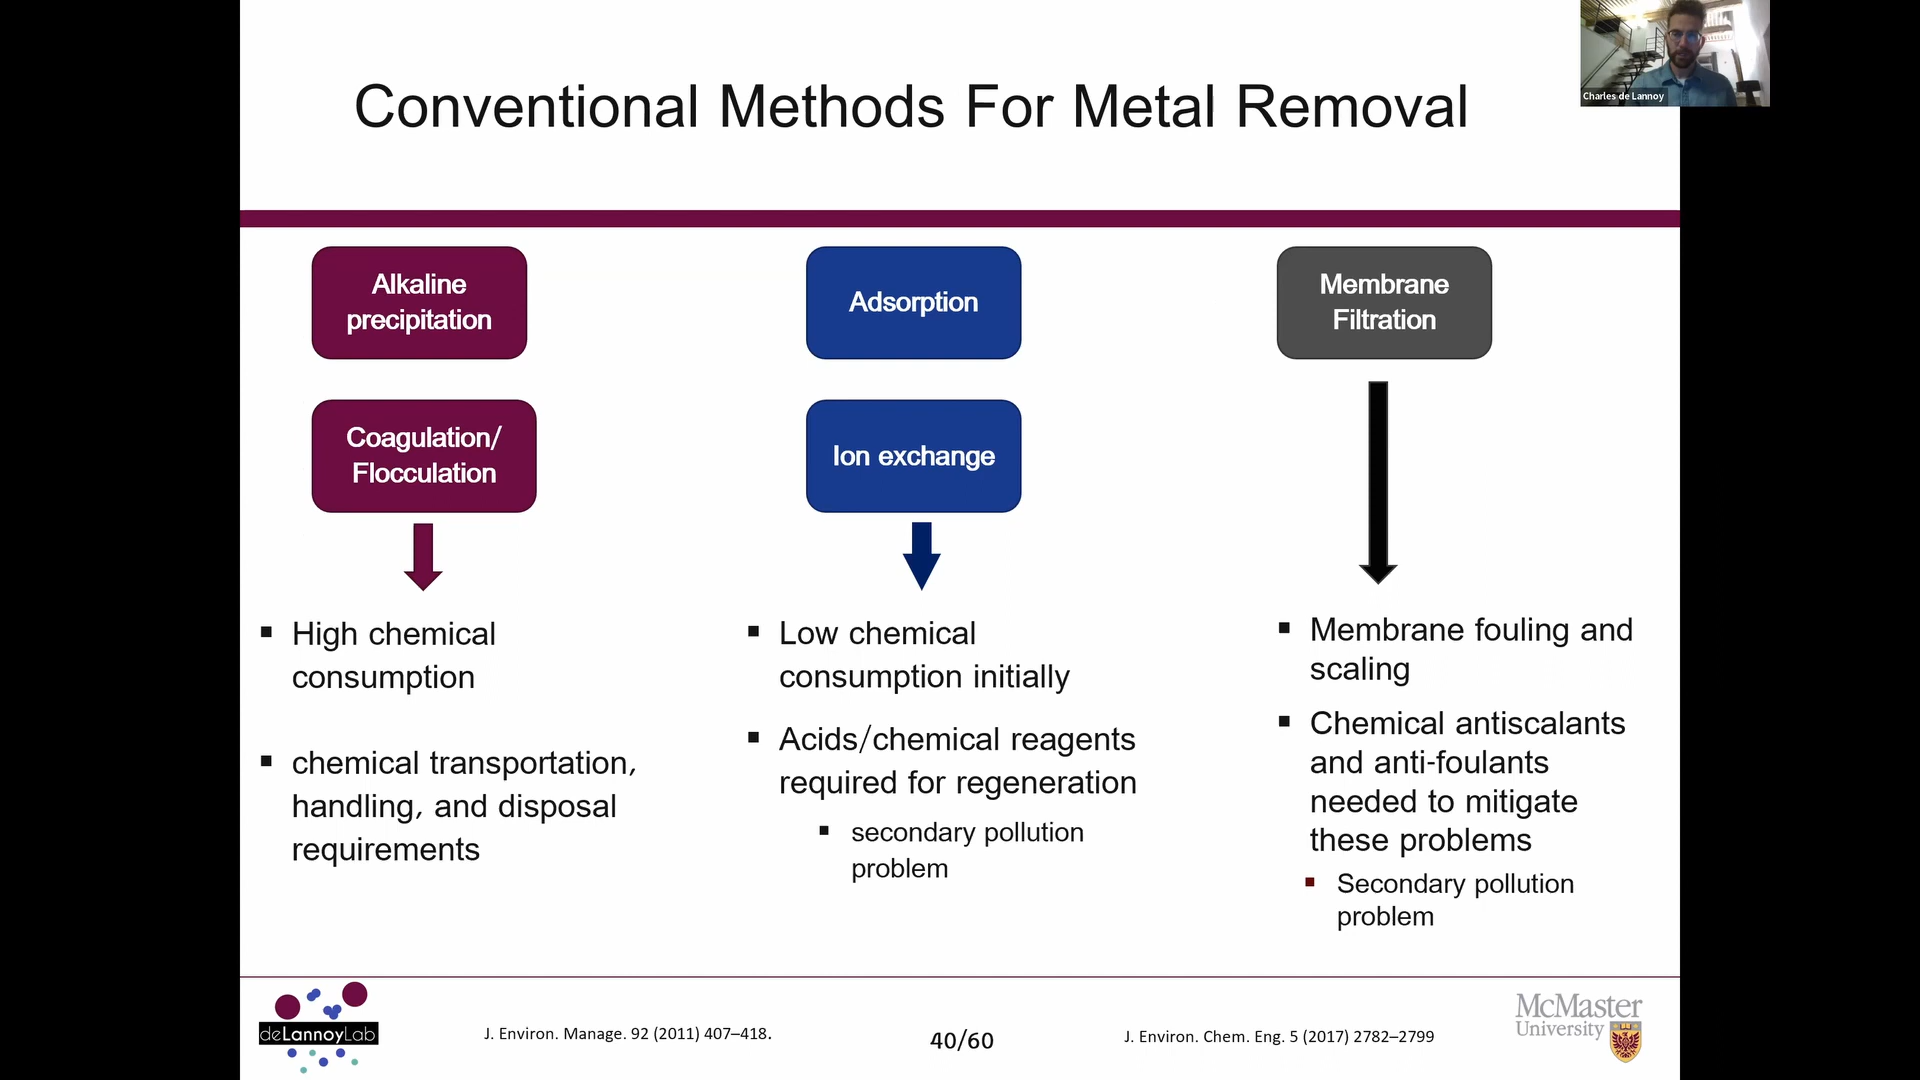 Charles de Lannoy
Conventional Methods For Metal Removal
Alkaline
precipitation
Coagulation/
Flocculation
▪ High chemical
consumption
▪ chemical transportation,
handling, and disposal
requirements
Adsorption
Ion exchange
▪ Low chemical
consumption initially
▪ Acids/chemical reagents
required for regeneration
▪ secondary pollution
problem
Membrane
Filtration
▪ Membrane fouling and
scaling
▪ Chemical antiscalants
and anti-foulants
needed to mitigate
these problems
▪ Secondary pollution
problem
deLannoyLab
J. Environ. Manage. 92 (2011) 407–418.
40/60
J. Environ. Chem. Eng. 5 (2017) 2782–2799
McMaster
University